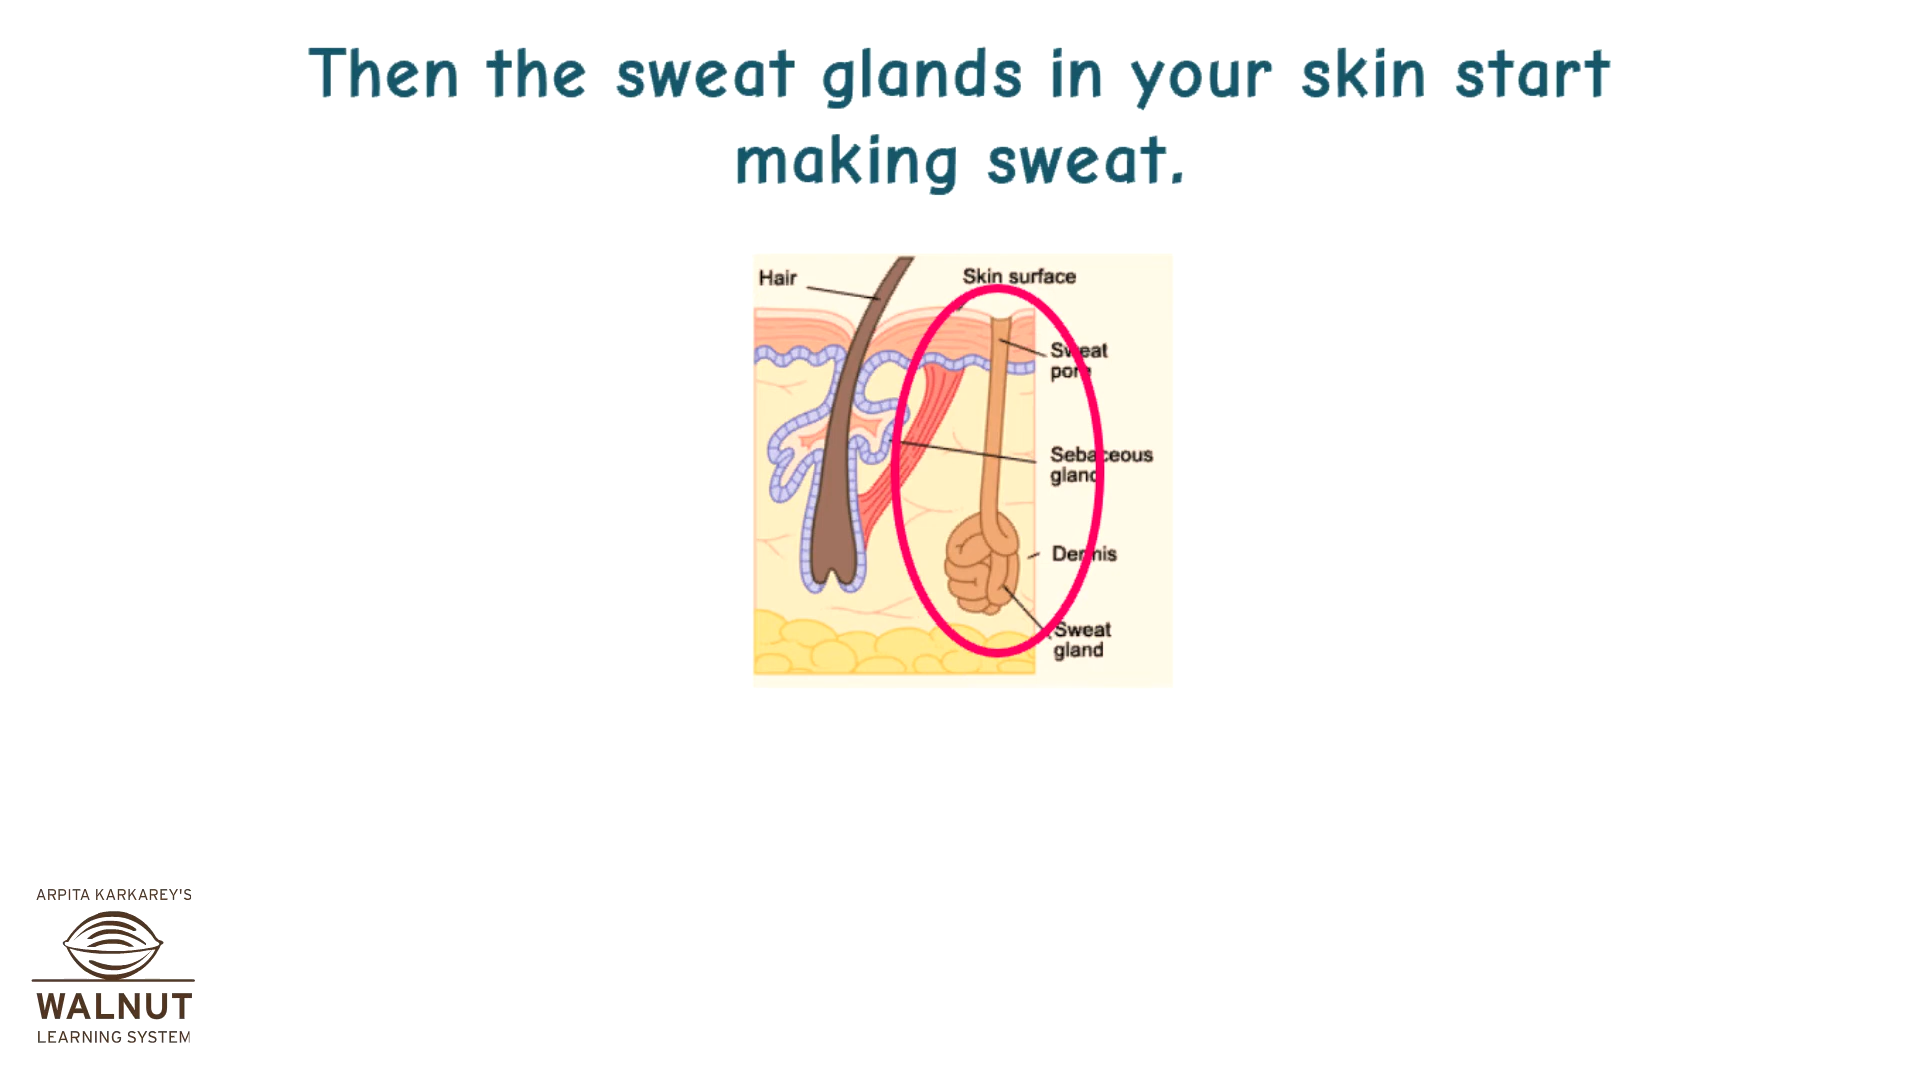 Then the sweat glands in your skin start
making sweat.
Hair
Skin surface
Sweat
pore
Sebaceous
gland
Dermis
Sweat
gland
ARPITA KARKAREY'S
WALNUT
LEARNING SYSTEM